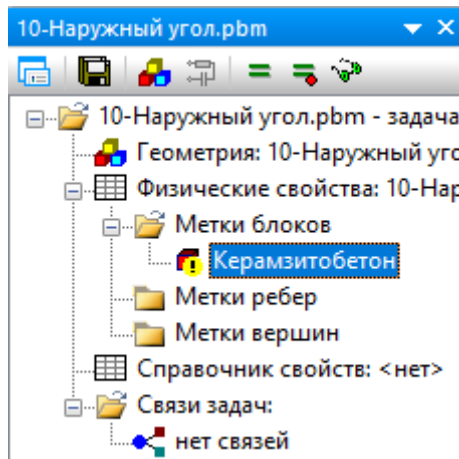 10-Наружный угол.pbm
10-Наружный угол.pbm - задача
Геометрия: 10-Наружный уго
Физические свойства: 10-Нар
Метки блоков
Керамзитобетон
Метки ребер
Метки вершин
Справочник свойств: <нет>
Связи задач:
нет связей